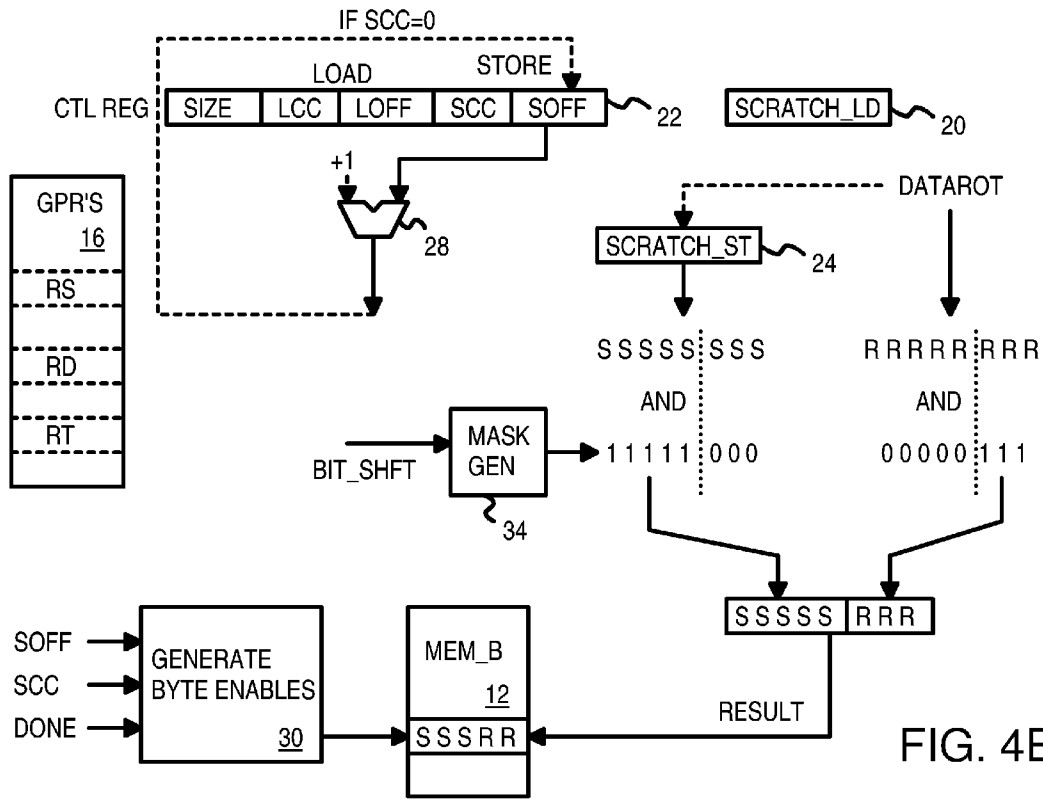 IF SCC=0
LOAD
STORE
CTL REG
SIZE
LCC
LOFF
SCC
SOFF
22
SCRATCH_LD
20
+1
28
DATAROT
GPR'S
16
RS
RD
RT
SCRATCH_ST
24
S S S S S S S S
R R R R R R R R
AND
AND
BIT_SHFT
MASK
GEN
34
1 1 1 1 1 0 0 0
0 0 0 0 0 1 1 1
S S S S S R R R
SOFF
SCC
DONE
GENERATE
BYTE ENABLES
30
MEM_B
12
S S S R R
RESULT